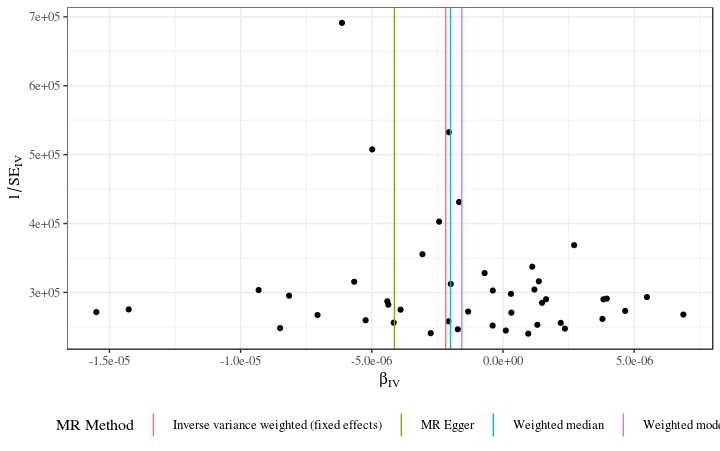 7e+05
6e+05
5e+05
4e+05
3e+05
1/SE_IV
-1.5e-05 -1.0e-05 -5.0e-06 0.0e+00 5.0e-06
β_IV
MR Method Inverse variance weighted (fixed effects) MR Egger Weighted median Weighted mode